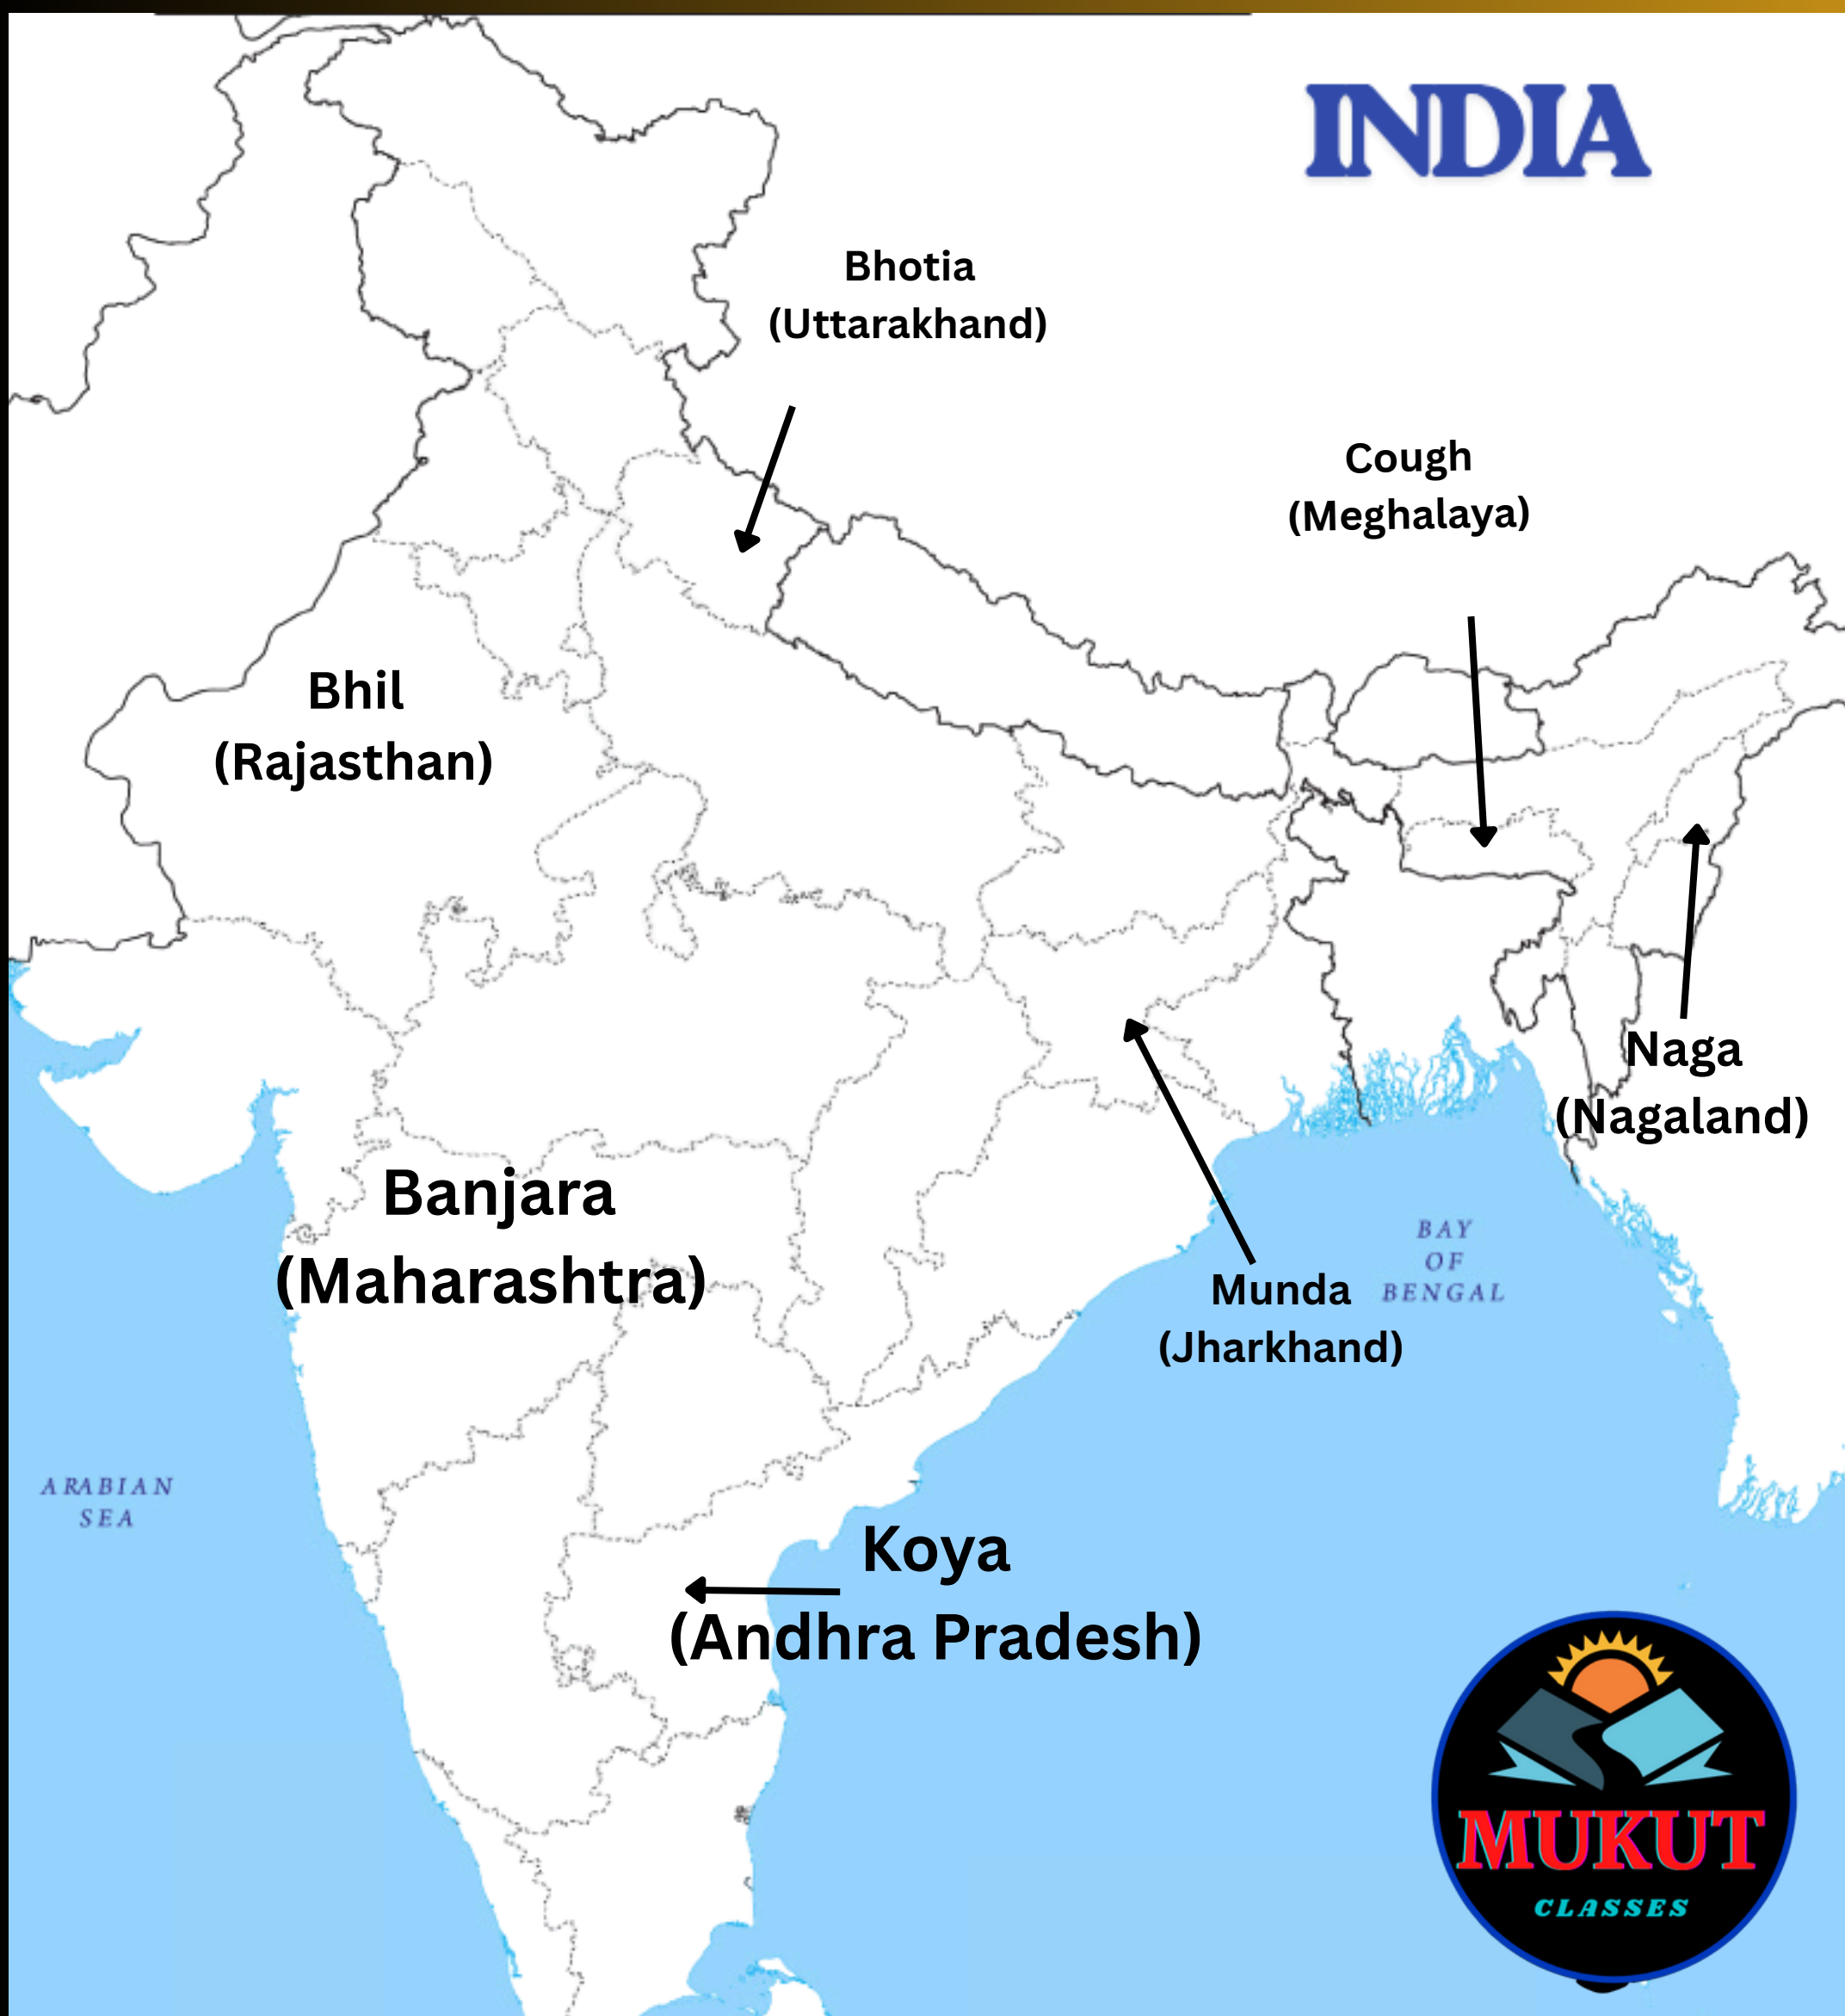 INDIA
Bhotia
(Uttarakhand)
Cough
(Meghalaya)
Bhil
(Rajasthan)
Naga
(Nagaland)
Banjara
(Maharashtra)
BAY
OF
BENGAL
Munda
(Jharkhand)
ARABIAN
SEA
Koya
(Andhra Pradesh)
MUKUT
CLASSES